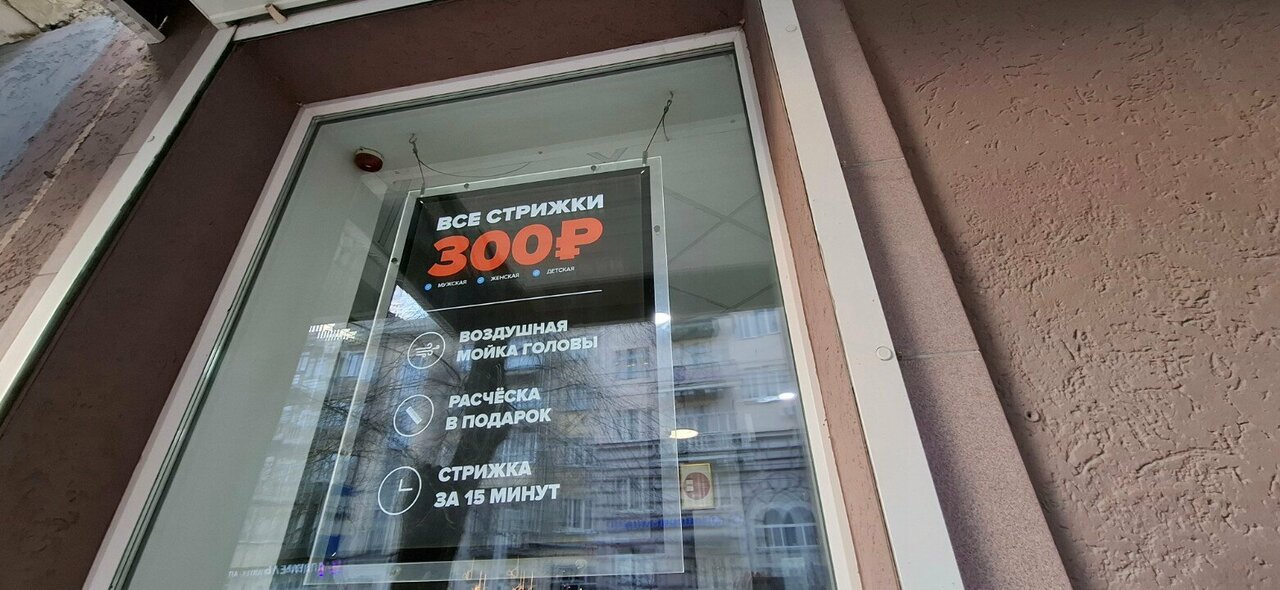 ВСЕ СТРИЖКИ
300₽
МУЖСКАЯ ЖЕНСКАЯ ДЕТСКАЯ
ВОЗДУШНАЯ
МОЙКА ГОЛОВЫ
РАСЧЁСКА
В ПОДАРОК
СТРИЖКА
ЗА 15 МИНУТ